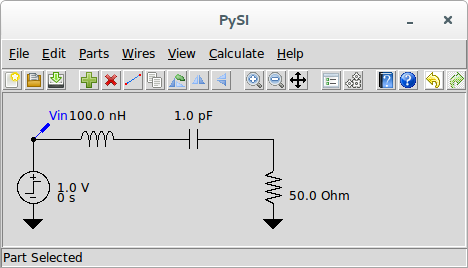 PySI
File Edit Parts Wires View Calculate Help
Vin 100.0 nH 1.0 pF
1.0 V
0 s
50.0 Ohm
Part Selected